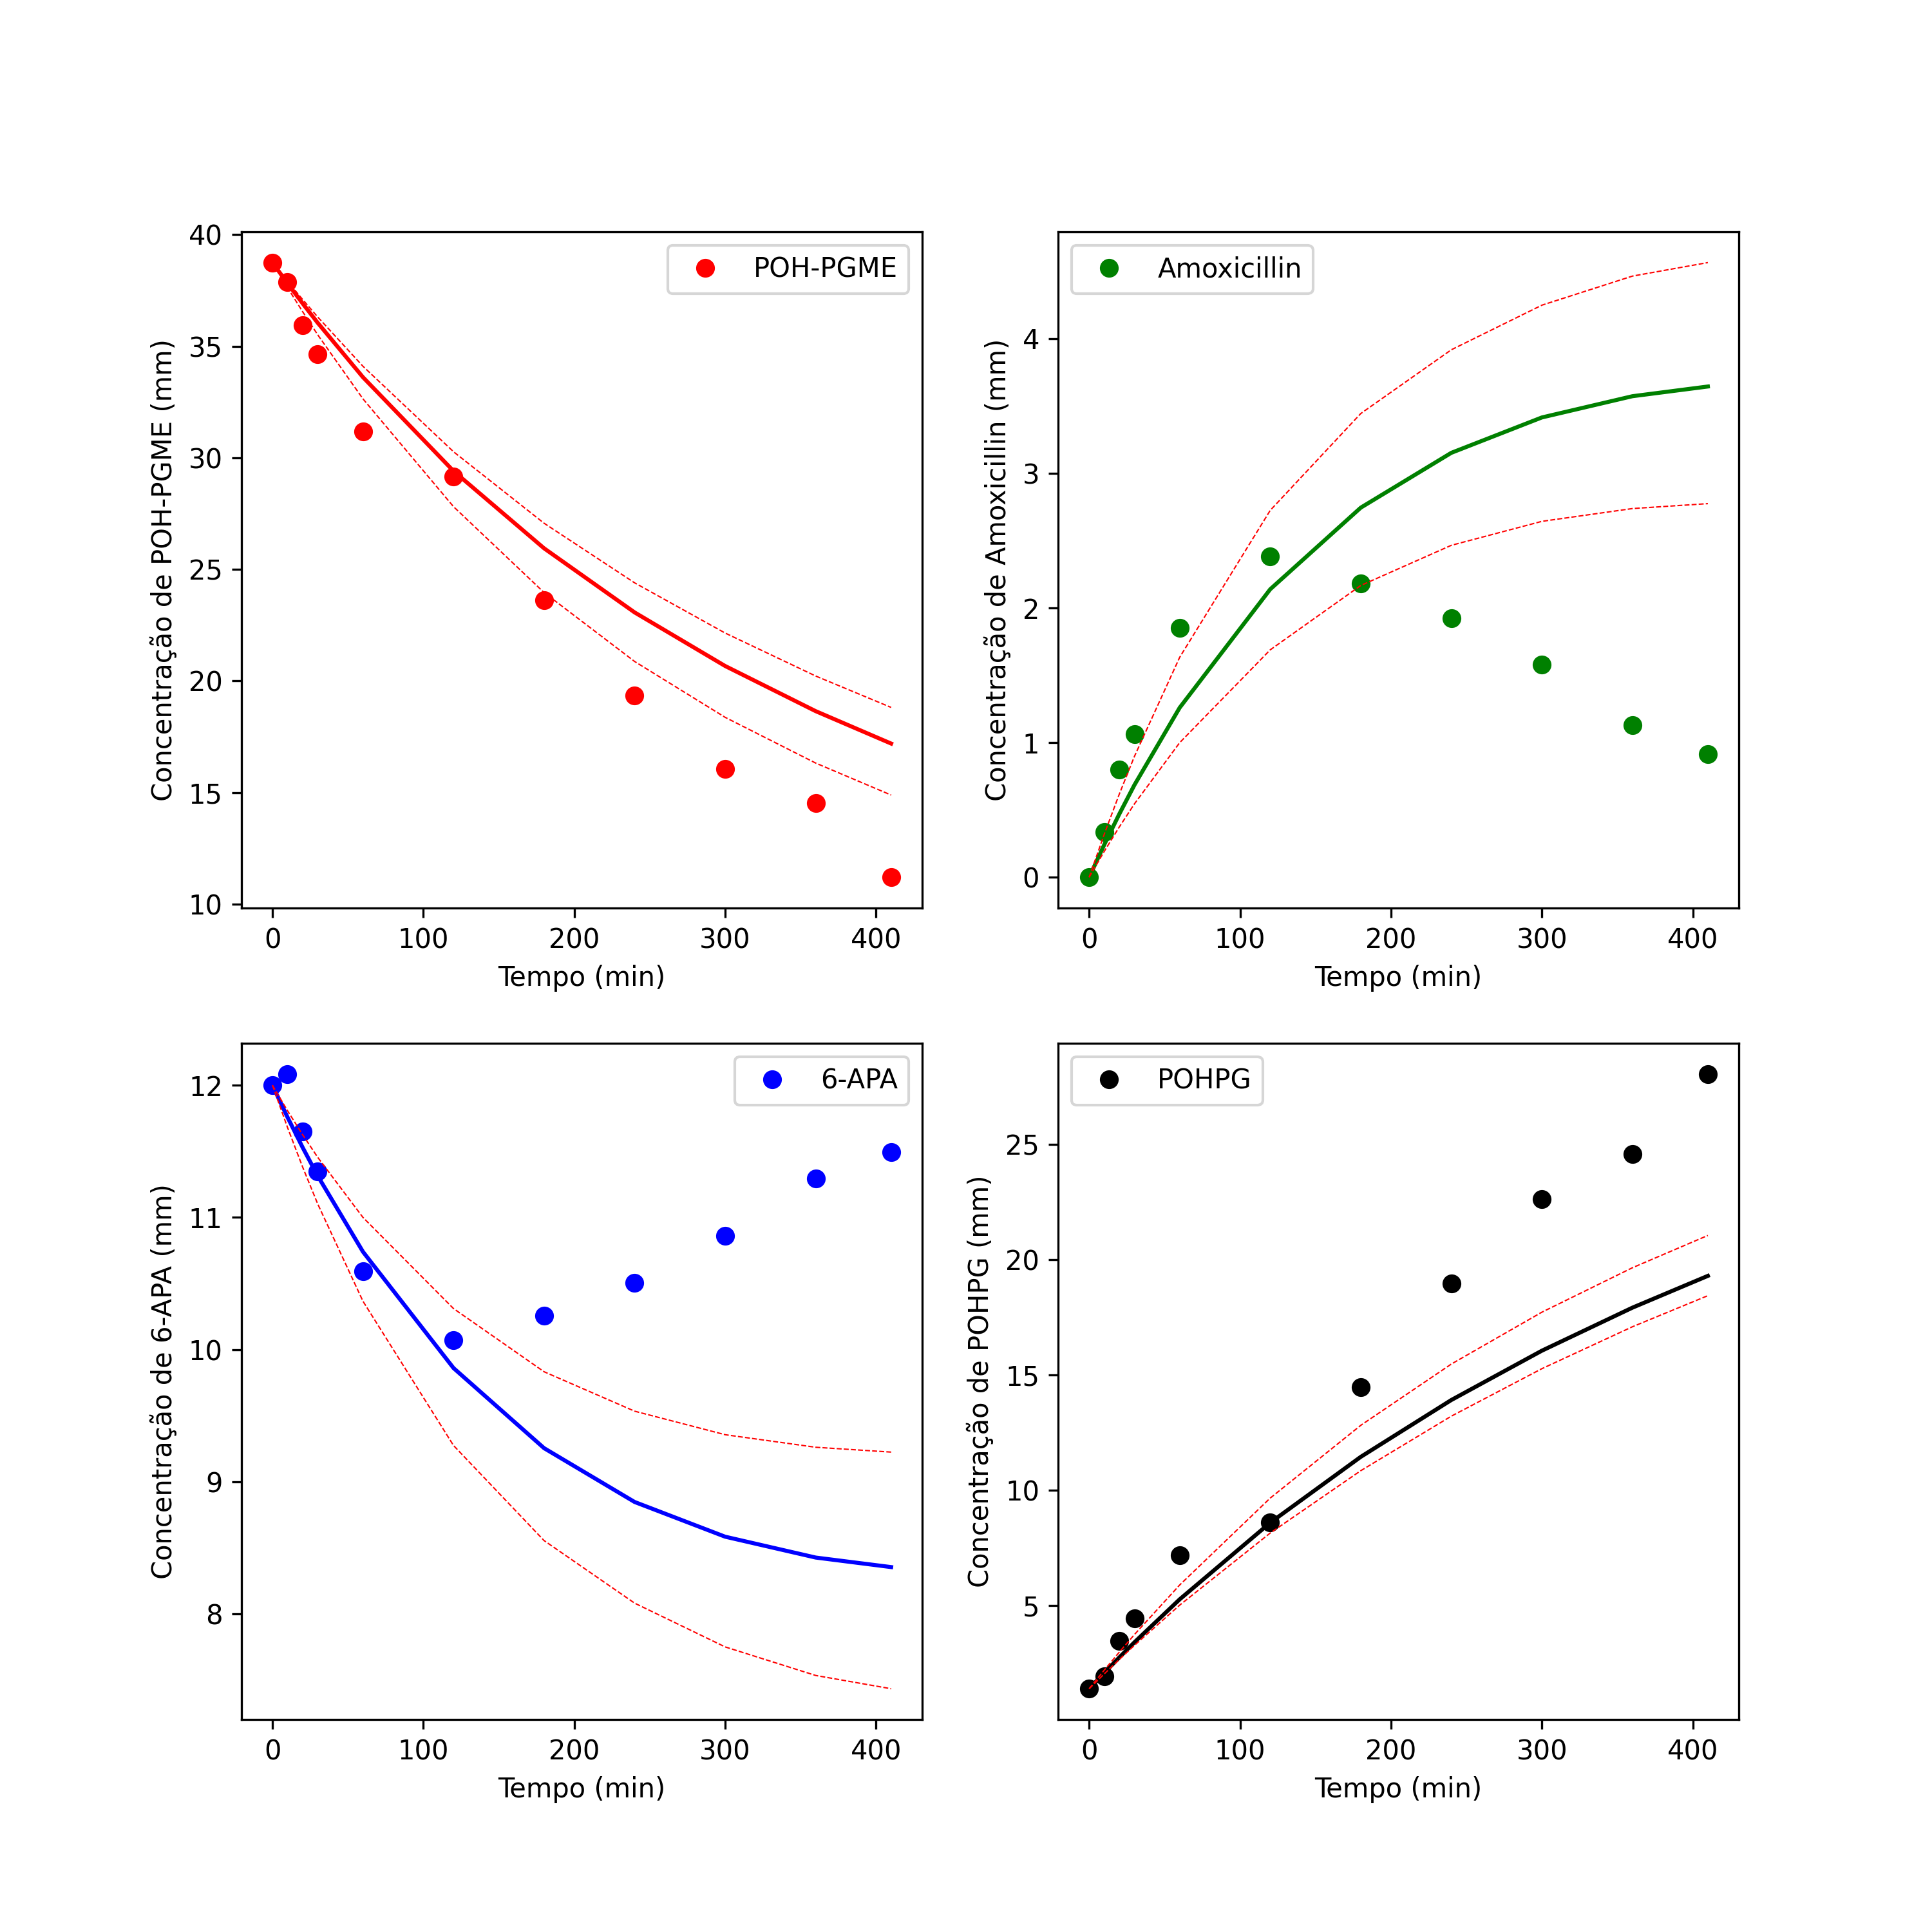 POH-PGME
Concentração de POH-PGME (mm)
40
35
30
25
20
15
10
0 100 200 300 400
Tempo (min)
Amoxicillin
Concentração de Amoxicillin (mm)
4
3
2
1
0
0 100 200 300 400
Tempo (min)
6-APA
Concentração de 6-APA (mm)
12
11
10
9
8
0 100 200 300 400
Tempo (min)
POHPG
Concentração de POHPG (mm)
25
20
15
10
5
0 100 200 300 400
Tempo (min)